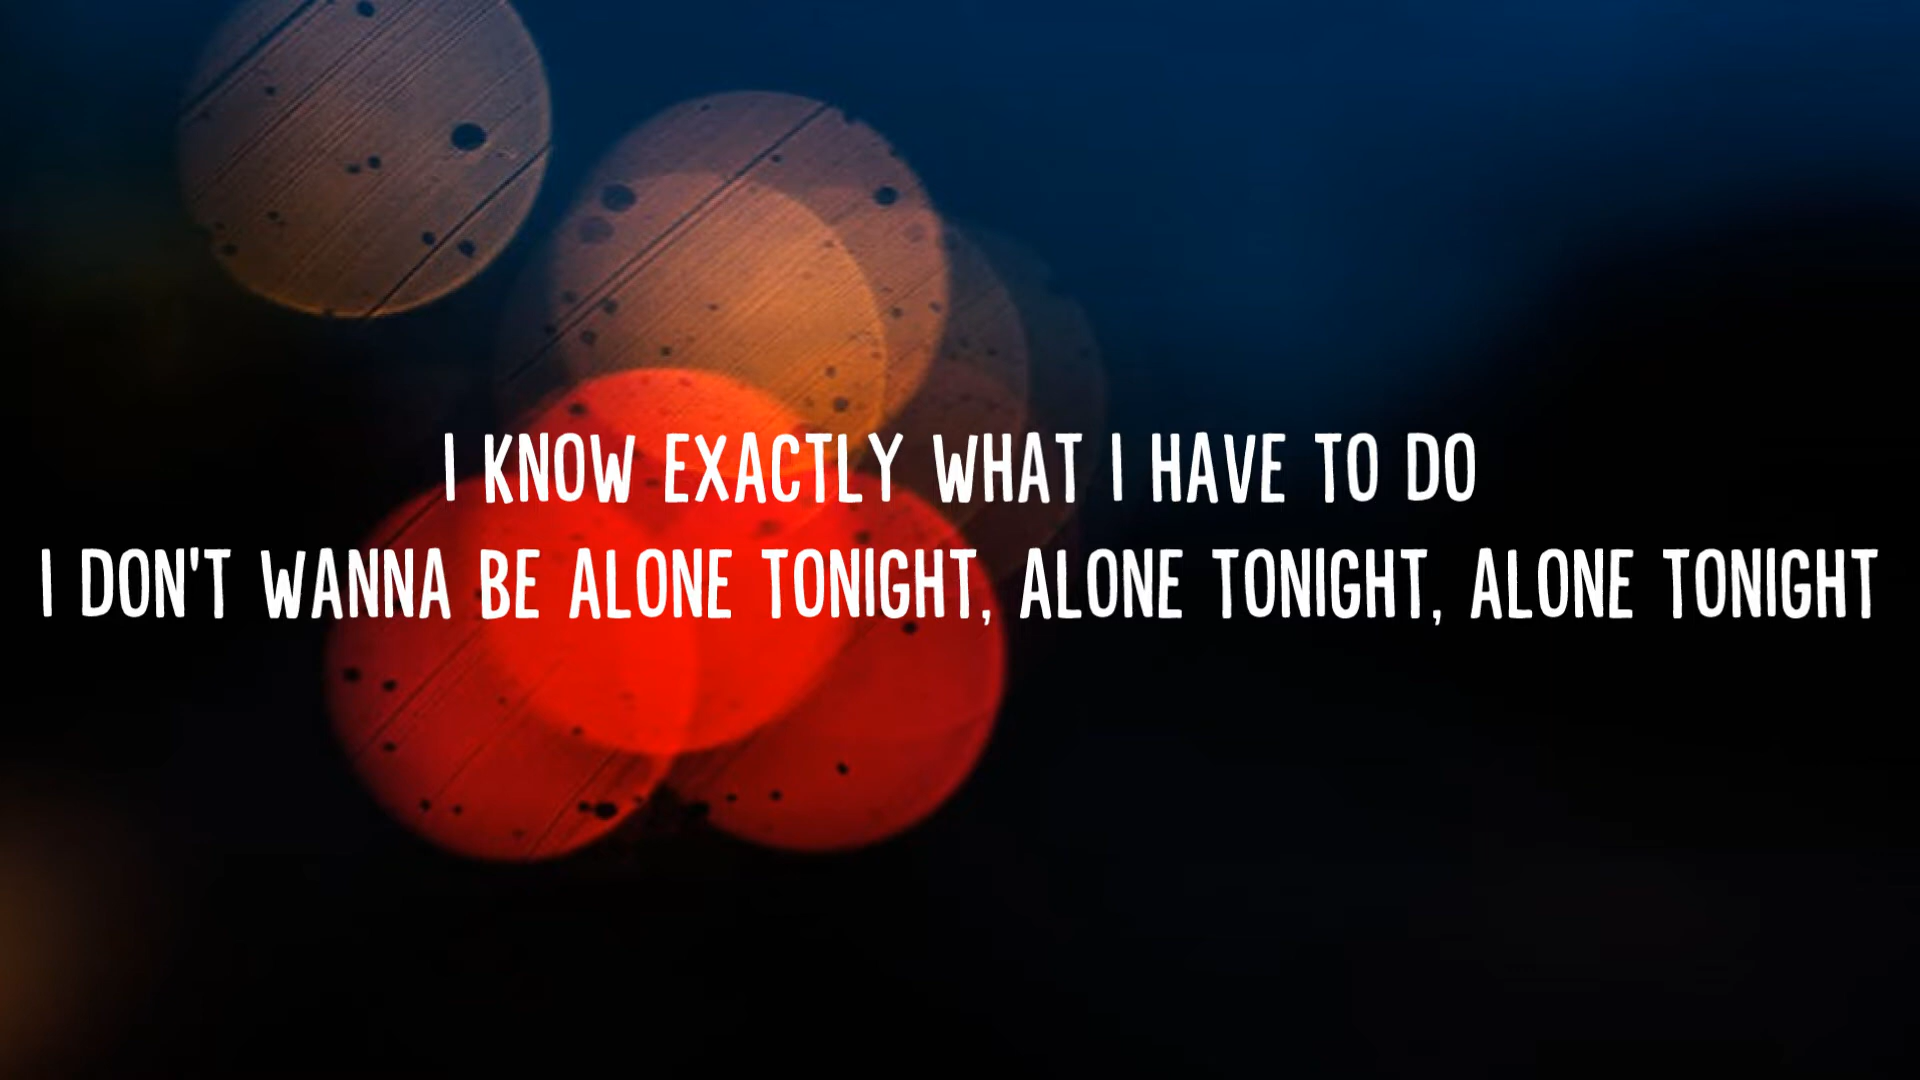 I KNOW EXACTLY WHAT I HAVE TO DO
I DON'T WANNA BE ALONE TONIGHT, ALONE TONIGHT, ALONE TONIGHT